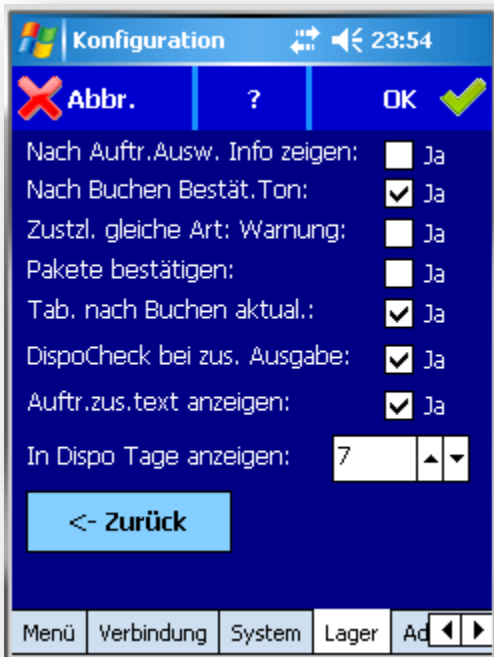 Konfiguration 23:54
Abbr. ? OK
Nach Auftr.Ausw. Info zeigen: Ja
Nach Buchen Bestät.Ton: Ja
Zustzl. gleiche Art: Warnung: Ja
Pakete bestätigen: Ja
Tab. nach Buchen aktual.: Ja
DispoCheck bei zus. Ausgabe: Ja
Auftr.zus.text anzeigen: Ja
In Dispo Tage anzeigen: 7
<- Zurück
Menü Verbindung System Lager Ad